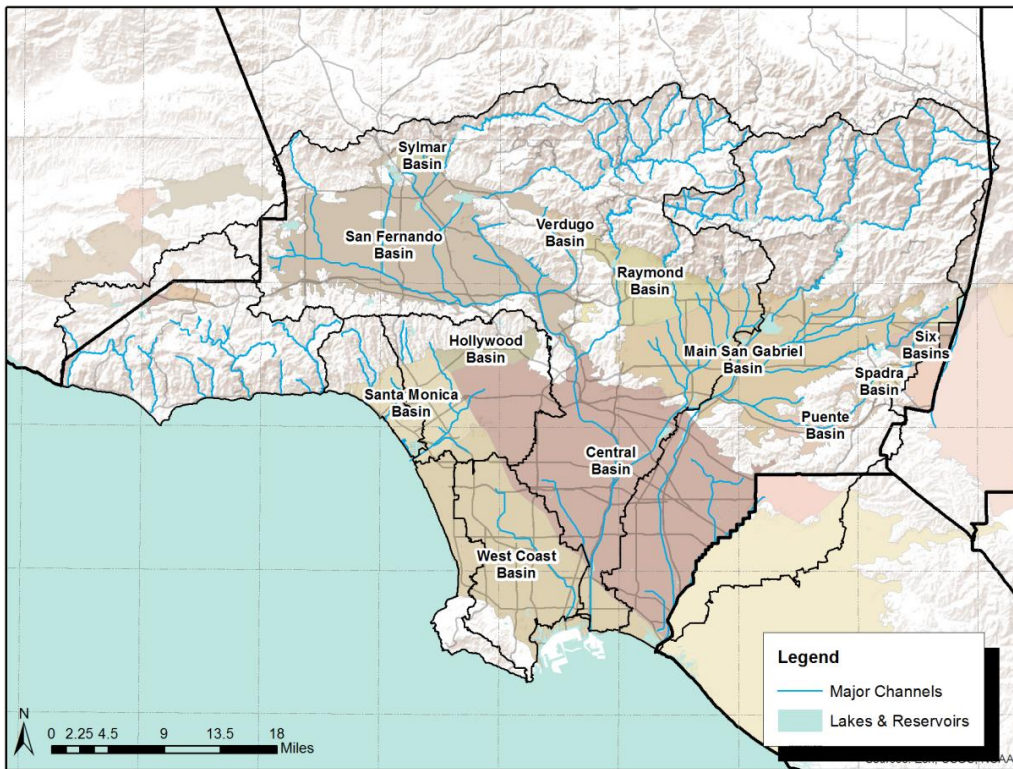 Sylmar
Basin
San Fernando
Basin
Verdugo
Basin
Raymond
Basin
Hollywood
Basin
Main San Gabriel
Basin
Six
Basins
Spadra
Basin
Santa Monica
Basin
Puente
Basin
Central
Basin
West Coast
Basin
Legend
Major Channels
Lakes & Reservoirs
N
0 2.25 4.5 9 13.5 18
Miles